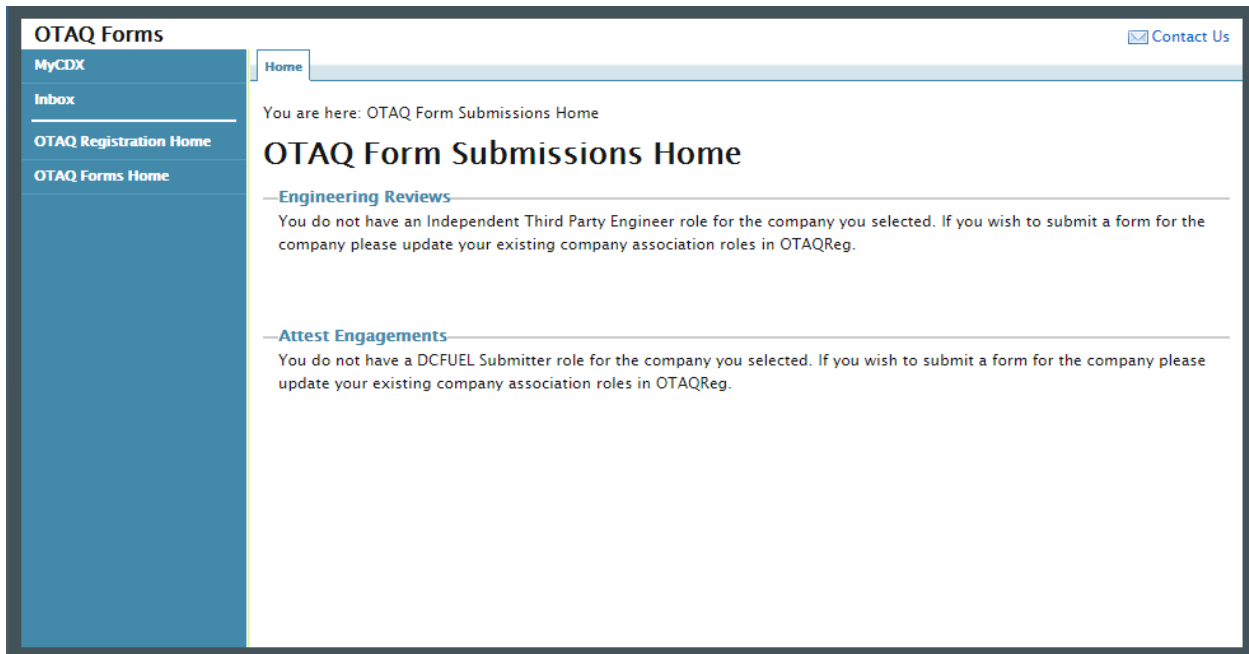 OTAQ Forms
Contact Us
MyCDX
Inbox
OTAQ Registration Home
OTAQ Forms Home
Home
You are here: OTAQ Form Submissions Home
OTAQ Form Submissions Home
Engineering Reviews
You do not have an Independent Third Party Engineer role for the company you selected. If you wish to submit a form for the
company please update your existing company association roles in OTAQReg.
Attest Engagements
You do not have a DCFUEL Submitter role for the company you selected. If you wish to submit a form for the company please
update your existing company association roles in OTAQReg.